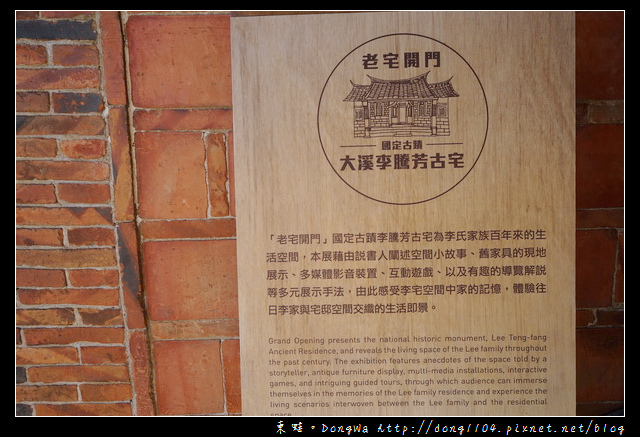 老宅開門
國定古蹟
大溪李騰芳古宅
「老宅開門」國定古蹟李騰芳古宅為李氏家族百年來的生
活空間，本展藉由說書人闡述空間小故事、舊家具的現地
展示、多媒體影音裝置、互動遊戲、以及有趣的導覽解說
等多元展示手法，由此感受李宅空間中家的記憶，體驗往
日李家與宅邸空間交織的生活即景。
Grand Opening presents the national historic monument, Lee Teng-fang
Ancient Residence, and reveals the living space of the Lee family throughout
the past century. The exhibition features anecdotes of the space told by a
storyteller, antique furniture display, multi-media installations, interactive
games, and intriguing guided tours, through which audience can immerse
themselves in the memories of the Lee family residence and experience the
living scenarios interwoven between the Lee family and the residential
space.
東蛙。Dongwa http://dong1104.pixnet.net/blog